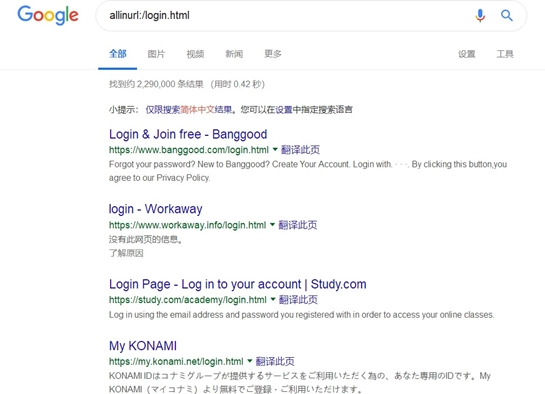 Google
allinurl:/login.html
全部 图片 视频 新闻 更多 设置 工具
找到约 2,290,000 条结果 （用时 0.42 秒）
小提示： 仅限搜索简体中文结果。您可以在设置中指定搜索语言
Login & Join free - Banggood
https://www.banggood.com/login.html 翻译此页
Forgot your password? New to Banggood? Create Your Account. Login with. · · ·. By clicking this button,you
agree to our Privacy Policy.
login - Workaway
https://www.workaway.info/login.html 翻译此页
没有此网页的信息。
了解原因
Login Page - Log in to your account | Study.com
https://study.com/academy/login.html 翻译此页
Log in using the email address and password you registered with in order to access your online classes.
My KONAMI
https://my.konami.net/login.html 翻译此页
KONAMI IDはコナミグループが提供するサービスをご利用いただく為の、あなた専用のIDです。My
KONAMI（マイコナミ）より無料でご登録・ご利用いただけます。